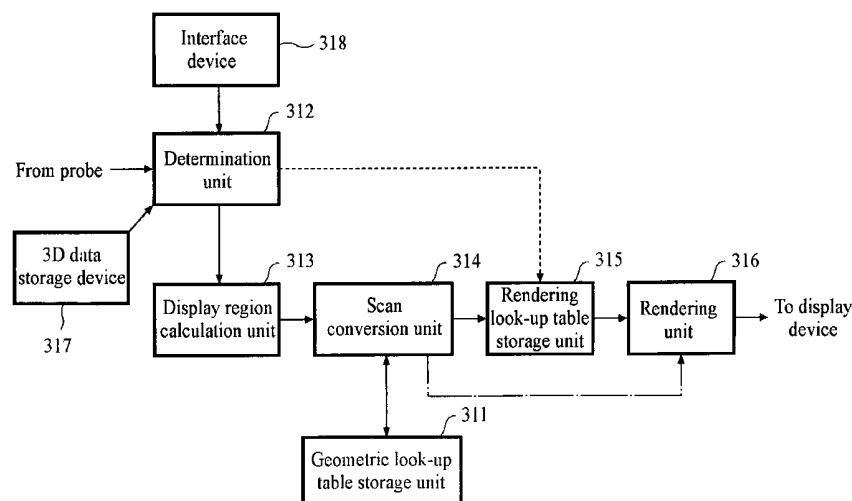 Interface
device
318
312
From probe
Determination
unit
3D data
storage device
317
313
Display region
calculation unit
314
Scan
conversion unit
315
Rendering
look-up table
storage unit
316
Rendering
unit
To display
device
311
Geometric look-up
table storage unit